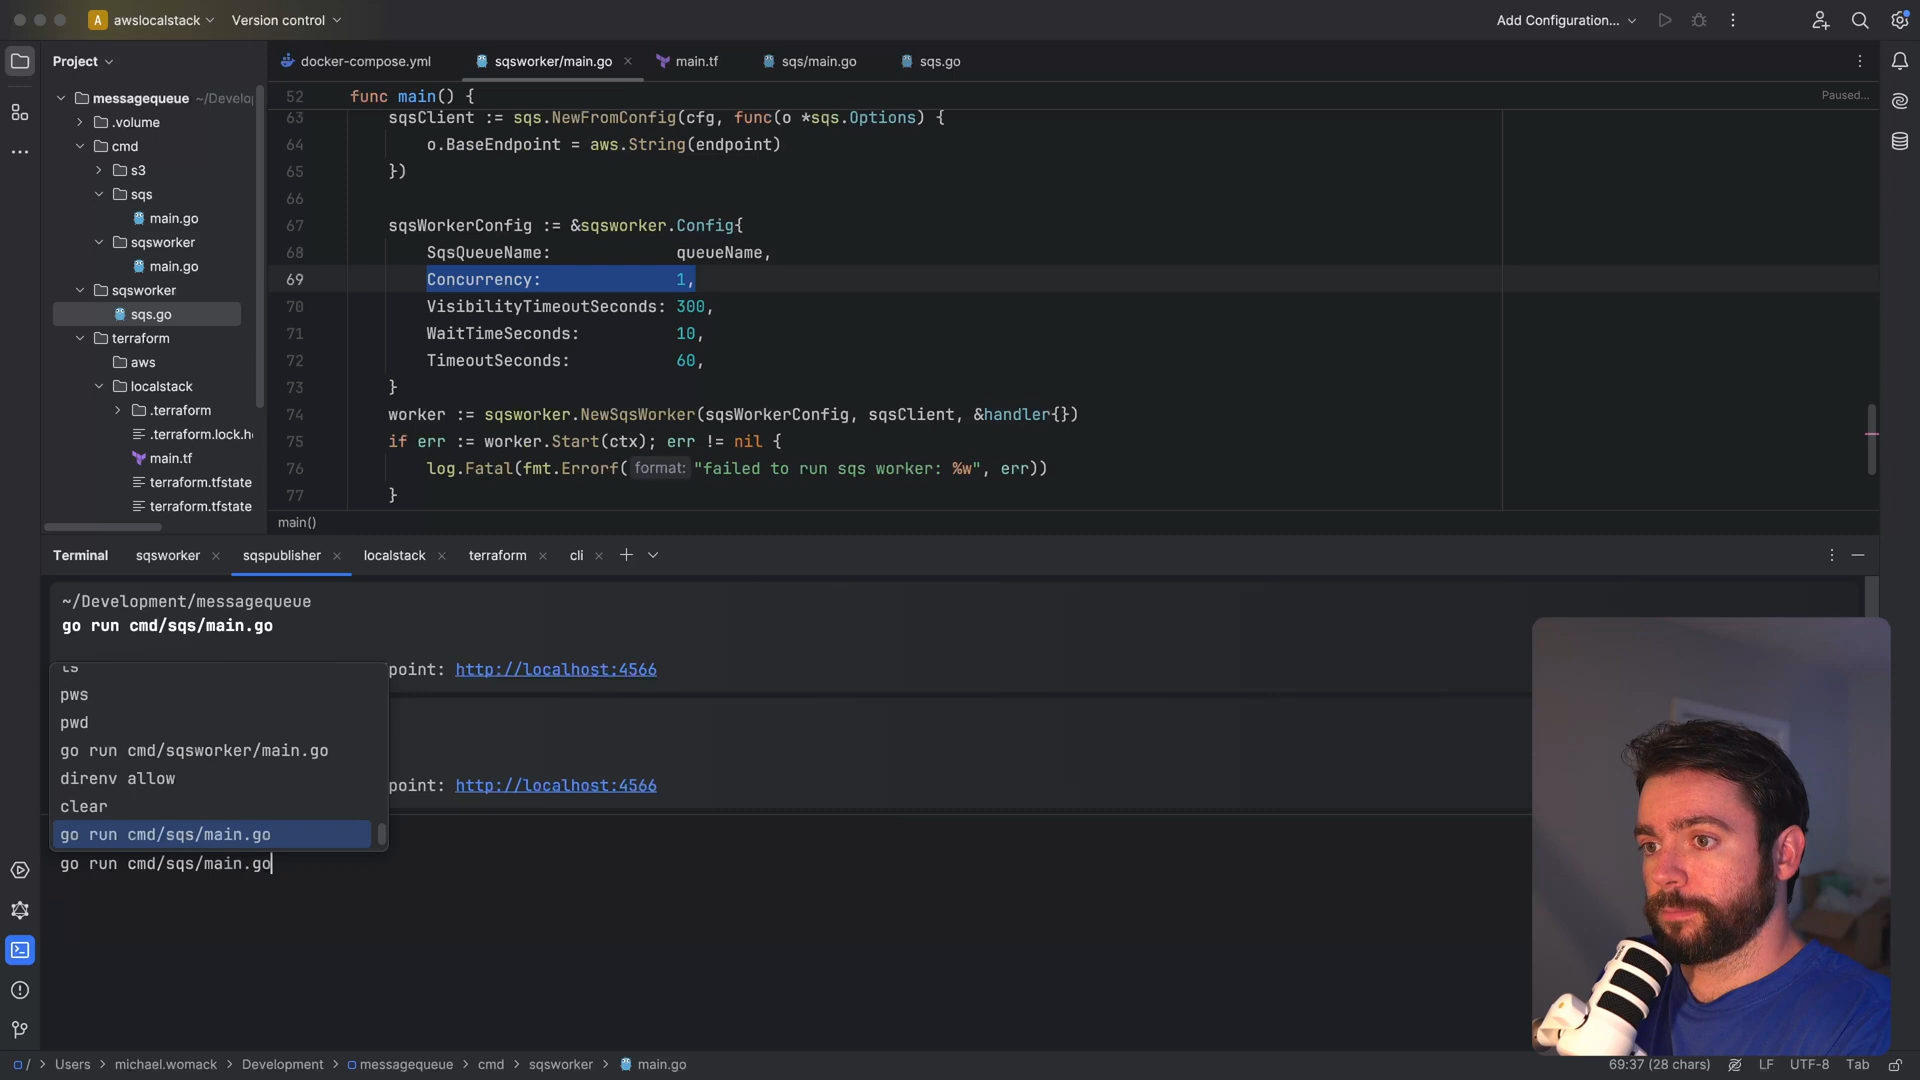 A awslocalstack
Version control
Add Configuration...
Project
docker-compose.yml
sqsworker/main.go
main.tf
sqs/main.go
sqs.go
messagequeue ~/Develo
.volume
cmd
s3
sqs
main.go
sqsworker
main.go
sqsworker
sqs.go
terraform
aws
localstack
.terraform
.terraform.lock.h
main.tf
terraform.tfstate
terraform.tfstate
Paused...
52 func main() {
63 sqsClient := sqs.NewFromConfig(cfg, func(o *sqs.Options) {
64 o.BaseEndpoint = aws.String(endpoint)
65 })
66
67 sqsWorkerConfig := &sqsworker.Config{
68 SqsQueueName: queueName,
69 Concurrency: 1,
70 VisibilityTimeoutSeconds: 300,
71 WaitTimeSeconds: 10,
72 TimeoutSeconds: 60,
73 }
74 worker := sqsworker.NewSqsWorker(sqsWorkerConfig, sqsClient, &handler{})
75 if err := worker.Start(ctx); err != nil {
76 log.Fatal(fmt.Errorf( format: "failed to run sqs worker: %w", err))
77 }
main()
Terminal
sqsworker
sqspublisher
localstack
terraform
cli
~/Development/messagequeue
go run cmd/sqs/main.go
point: http://localhost:4566
point: http://localhost:4566
pws
pwd
go run cmd/sqsworker/main.go
direnv allow
clear
go run cmd/sqs/main.go
go run cmd/sqs/main.go
/ > Users > michael.womack > Development > messagequeue > cmd > sqsworker > main.go
69:37 (28 chars)
LF
UTF-8
Tab